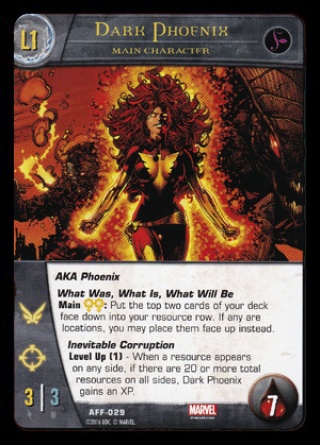 L1
DARK PHOENIX
MAIN CHARACTER
AKA Phoenix
What Was, What Is, What Will Be
Main : Put the top two cards of your deck
face down into your resource row. If any are
locations, you may place them face up instead.
Inevitable Corruption
Level Up (1) - When a resource appears
on any side, if there are 20 or more total
resources on all sides, Dark Phoenix
gains an XP.
3 3
7
AFF-029
MARVEL